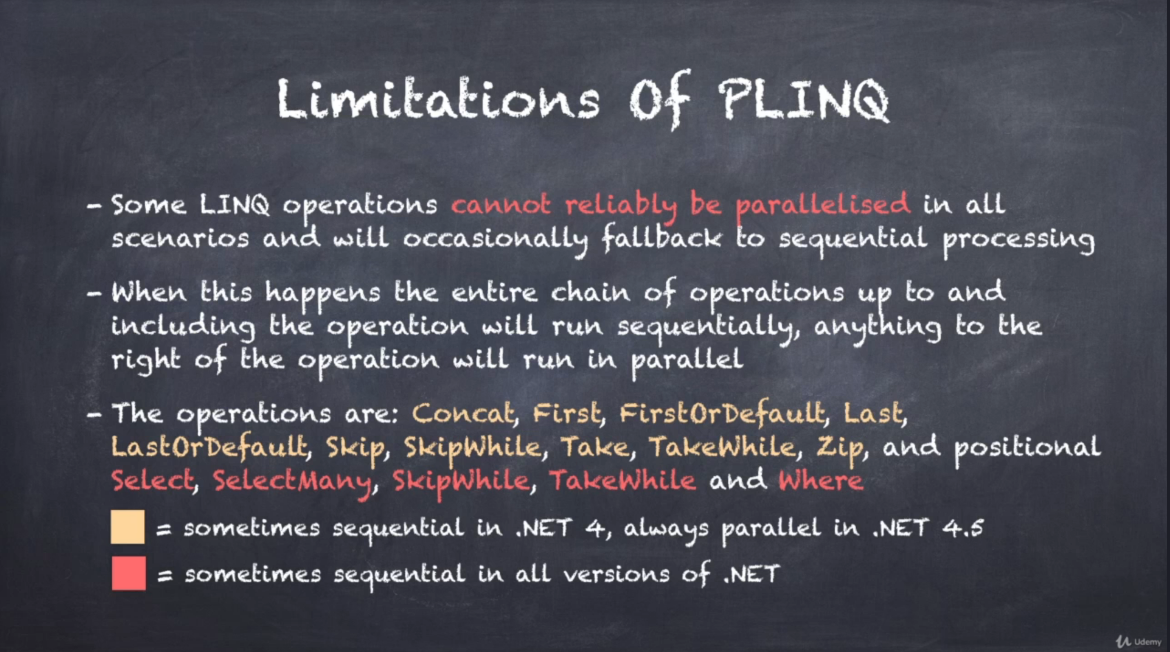 Limitations Of PLINQ
- Some LINQ operations cannot reliably be parallelised in all
scenarios and will occasionally fallback to sequential processing
- When this happens the entire chain of operations up to and
including the operation will run sequentially, anything to the
right of the operation will run in parallel
- The operations are: Concat, First, FirstOrDefault, Last,
LastOrDefault, Skip, SkipWhile, Take, TakeWhile, Zip, and positional
Select, SelectMany, SkipWhile, TakeWhile and Where
= sometimes sequential in .NET 4, always parallel in .NET 4.5
= sometimes sequential in all versions of .NET
Udemy